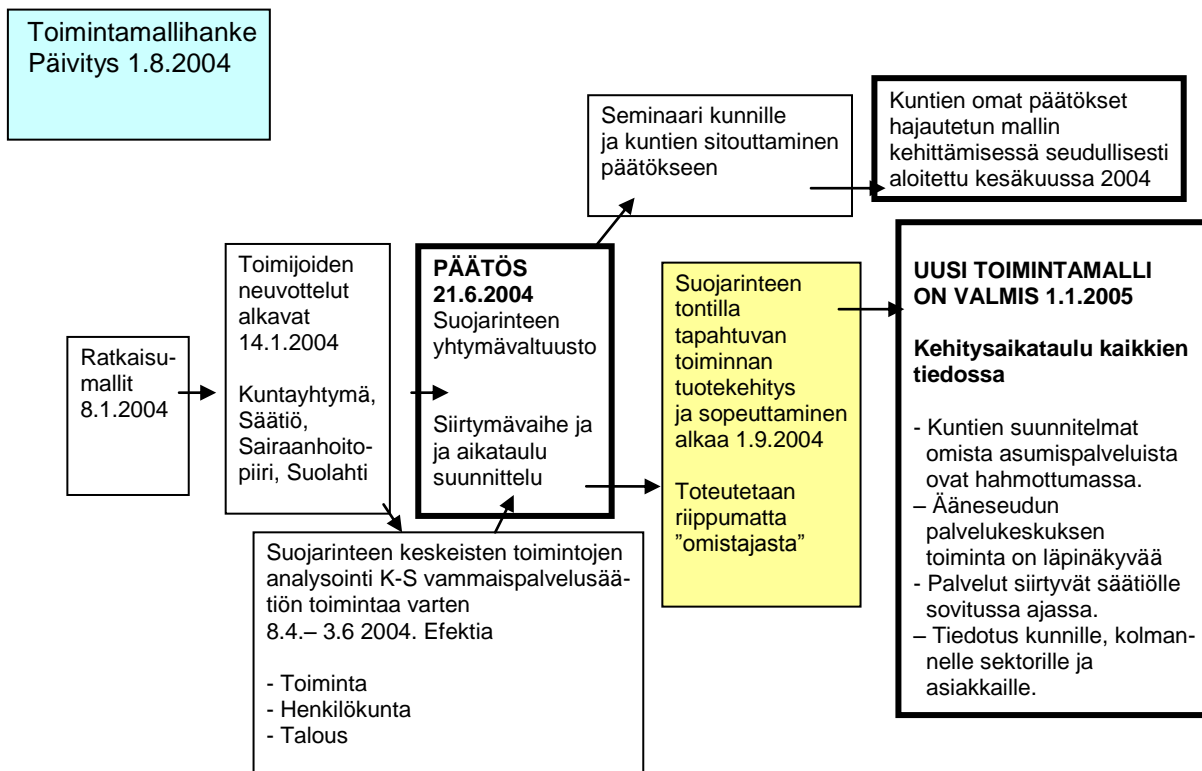 Toimintamallihanke
Päivitys 1.8.2004
Ratkaisu-
mallit
8.1.2004
Toimijoiden
neuvottelut
alkavat
14.1.2004
Kuntayhtymä,
Säätiö,
Sairaanhoito-
piiri, Suolahti
Suojarinteen keskeisten toimintojen
analysointi K-S vammaispalvelusää-
tiön toimintaa varten
8.4.– 3.6 2004. Efektia
- Toiminta
- Henkilökunta
- Talous
PÄÄTÖS
21.6.2004
Suojarinteen
yhtymävaltuusto
Siirtymävaihe ja
ja aikataulu
suunnittelu
Seminaari kunnille
ja kuntien sitouttaminen
päätökseen
Kuntien omat päätökset
hajautetun mallin
kehittämisessä seudullisesti
aloitettu kesäkuussa 2004
Suojarinteen
tontilla
tapahtuvan
toiminnan
tuotekehitys
ja sopeuttaminen
alkaa 1.9.2004
Toteutetaan
riippumatta
”omistajasta”
UUSI TOIMINTAMALLI
ON VALMIS 1.1.2005
Kehitysaikataulu kaikkien
tiedossa
- Kuntien suunnitelmat
omista asumispalveluista
ovat hahmottumassa.
– Ääneseudun
palvelukeskuksen
toiminta on läpinäkyvää
- Palvelut siirtyvät säätiölle
sovitussa ajassa.
– Tiedotus kunnille, kolman-
nelle sektorille ja
asiakkaille.